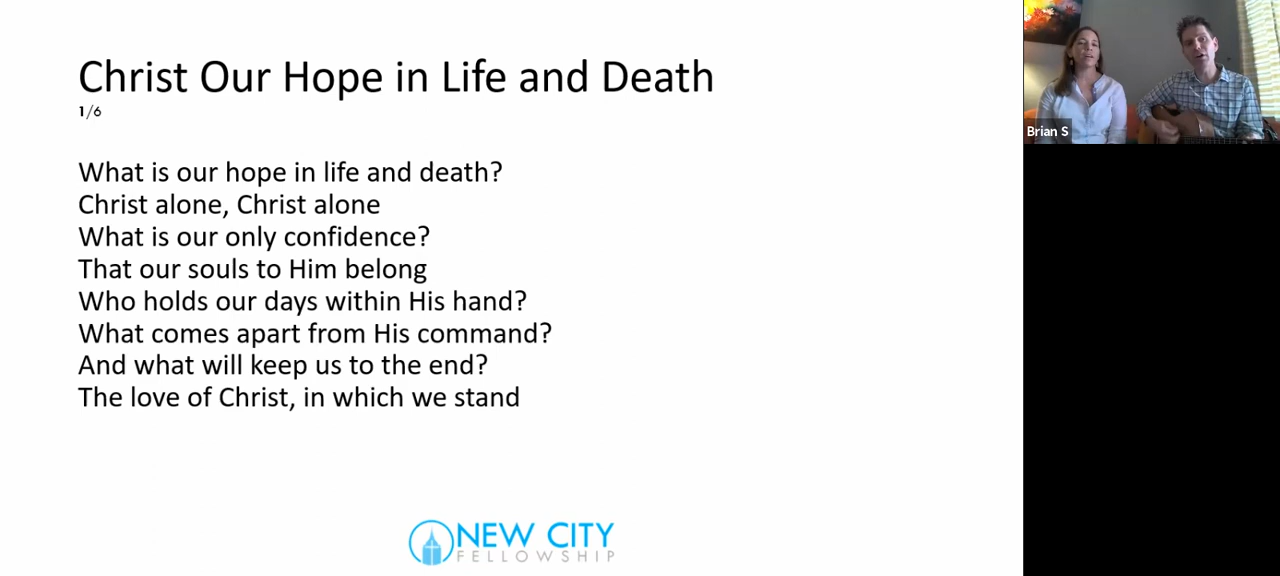 Christ Our Hope in Life and Death
1/6
What is our hope in life and death?
Christ alone, Christ alone
What is our only confidence?
That our souls to Him belong
Who holds our days within His hand?
What comes apart from His command?
And what will keep us to the end?
The love of Christ, in which we stand
NEW CITY
FELLOWSHIP
Brian S